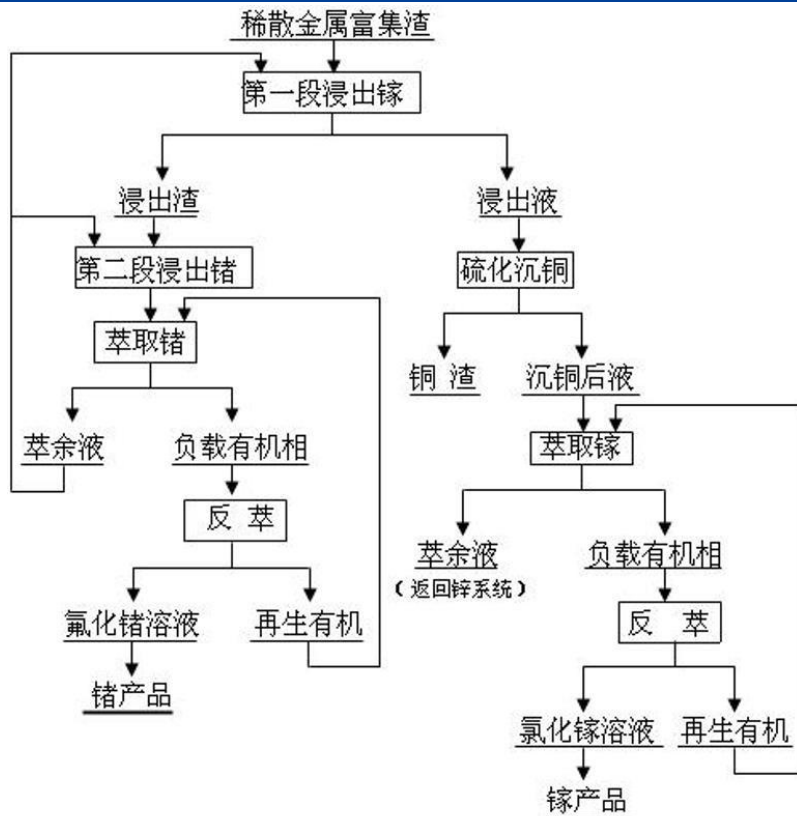 稀散金属富集渣
第一段浸出镓
浸出渣
浸出液
第二段浸出锗
硫化沉铜
萃取锗
铜 渣
沉铜后液
萃余液
负载有机相
萃取镓
反 萃
萃余液
(返回锌系统)
负载有机相
氟化锗溶液
再生有机
反 萃
锗产品
氯化镓溶液
再生有机
镓产品